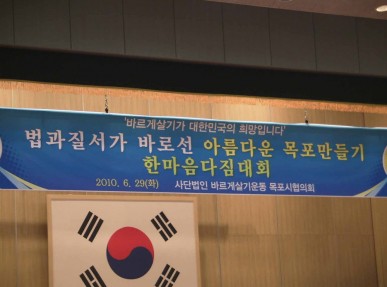 '바르게살기가 대한민국의 희망입니다'
법과질서가 바로선 아름다운 목포만들기
한마음다짐대회
2010. 6. 29(화) 사단법인 바르게살기운동 목포시협의회